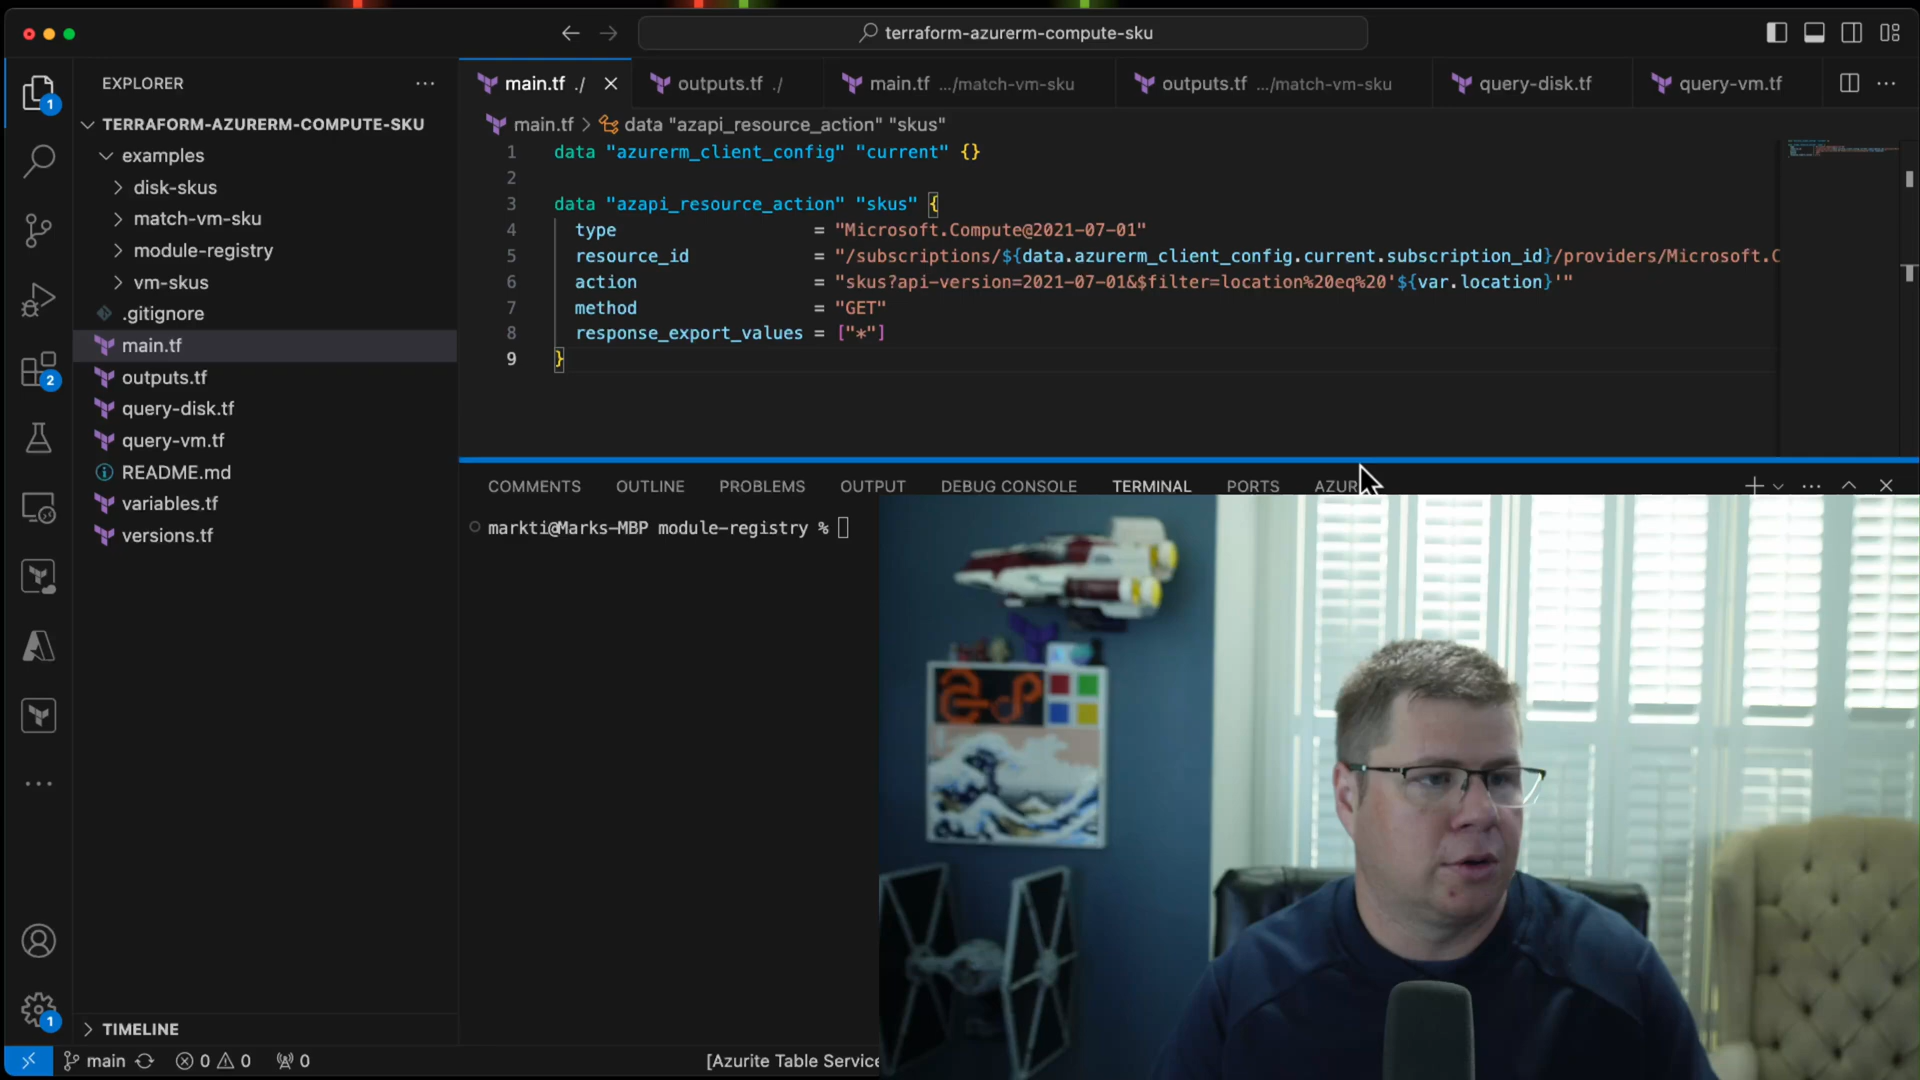 terraform-azurerm-compute-sku
EXPLORER
main.tf ./
outputs.tf ./
main.tf .../match-vm-sku
outputs.tf .../match-vm-sku
query-disk.tf
query-vm.tf
TERRAFORM-AZURERM-COMPUTE-SKU
examples
disk-skus
match-vm-sku
module-registry
vm-skus
.gitignore
main.tf
outputs.tf
query-disk.tf
query-vm.tf
README.md
variables.tf
versions.tf
TIMELINE
1
2
1
main.tf > data "azapi_resource_action" "skus"
1 data "azurerm_client_config" "current" {}
2
3 data "azapi_resource_action" "skus" {
4 type = "Microsoft.Compute@2021-07-01"
5 resource_id = "/subscriptions/${data.azurerm_client_config.current.subscription_id}/providers/Microsoft.C
6 action = "skus?api-version=2021-07-01&$filter=location%20eq%20'${var.location}'"
7 method = "GET"
8 response_export_values = ["*"]
9 }
COMMENTS OUTLINE PROBLEMS OUTPUT DEBUG CONSOLE TERMINAL PORTS AZUR
markti@Marks-MBP module-registry %
main 0 0 0 [Azurite Table Service